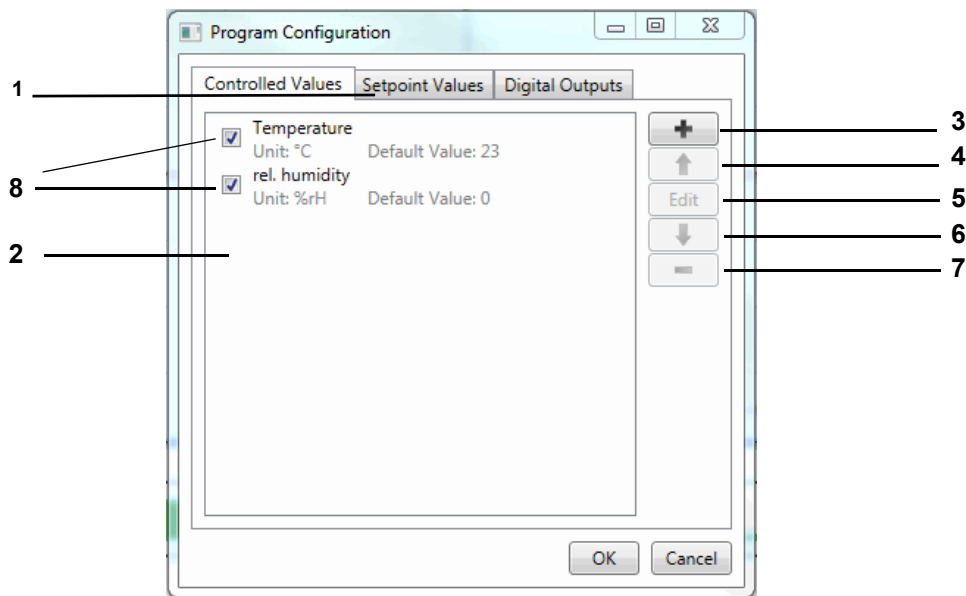 Program Configuration
Controlled Values Setpoint Values Digital Outputs
1
Temperature
Unit: °C Default Value: 23
rel. humidity
Unit: %rH Default Value: 0
8
2
3
4
Edit 5
6
7
OK Cancel